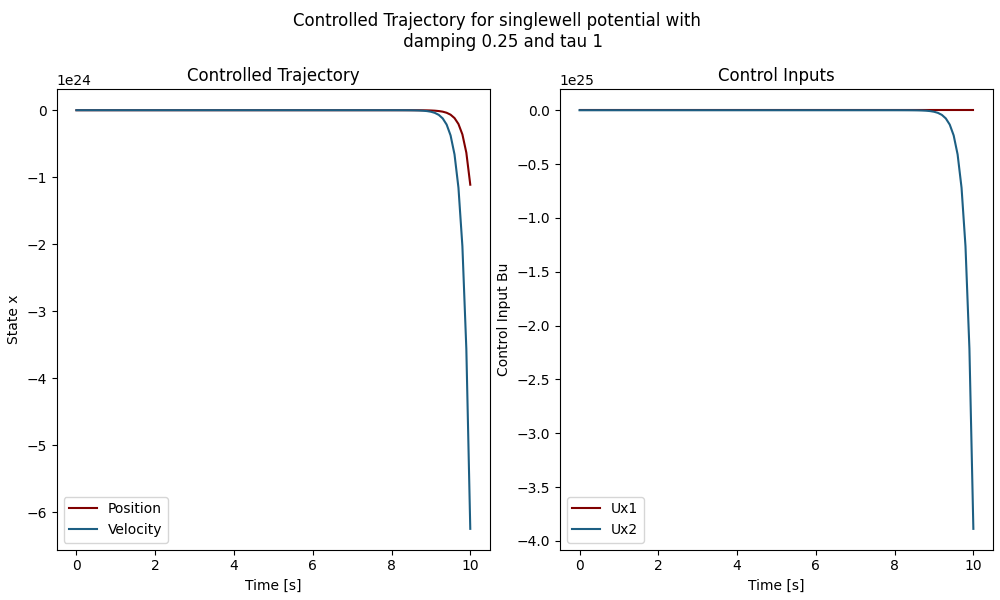 Controlled Trajectory for singlewell potential with
damping 0.25 and tau 1
Controlled Trajectory
1e24
0
−1
−2
−3
−4
−5
−6
State x
0 2 4 6 8 10
Time [s]
Position
Velocity
Control Inputs
1e25
0.0
−0.5
−1.0
−1.5
−2.0
−2.5
−3.0
−3.5
−4.0
Control Input Bu
0 2 4 6 8 10
Time [s]
Ux1
Ux2